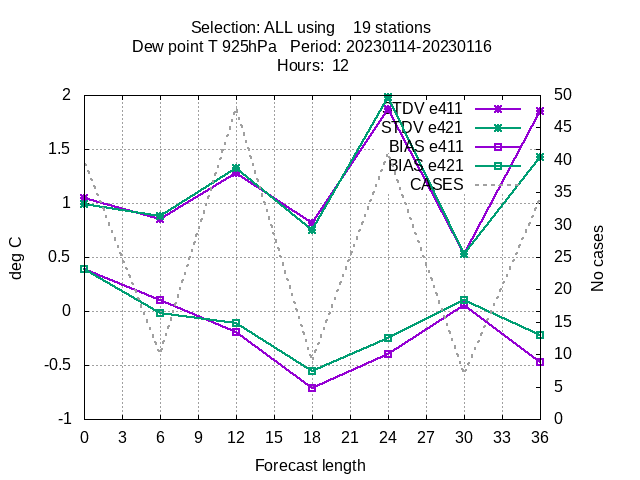 Selection: ALL using    19 stations
Dew point T 925hPa   Period: 20230114-20230116
Hours:  12
2
1.5
1
0.5
0
-0.5
-1
50
45
40
35
30
25
20
15
10
5
0
deg C
No cases
STDV e411
STDV e421
BIAS e411
BIAS e421
CASES
0 3 6 9 12 15 18 21 24 27 30 33 36
Forecast length